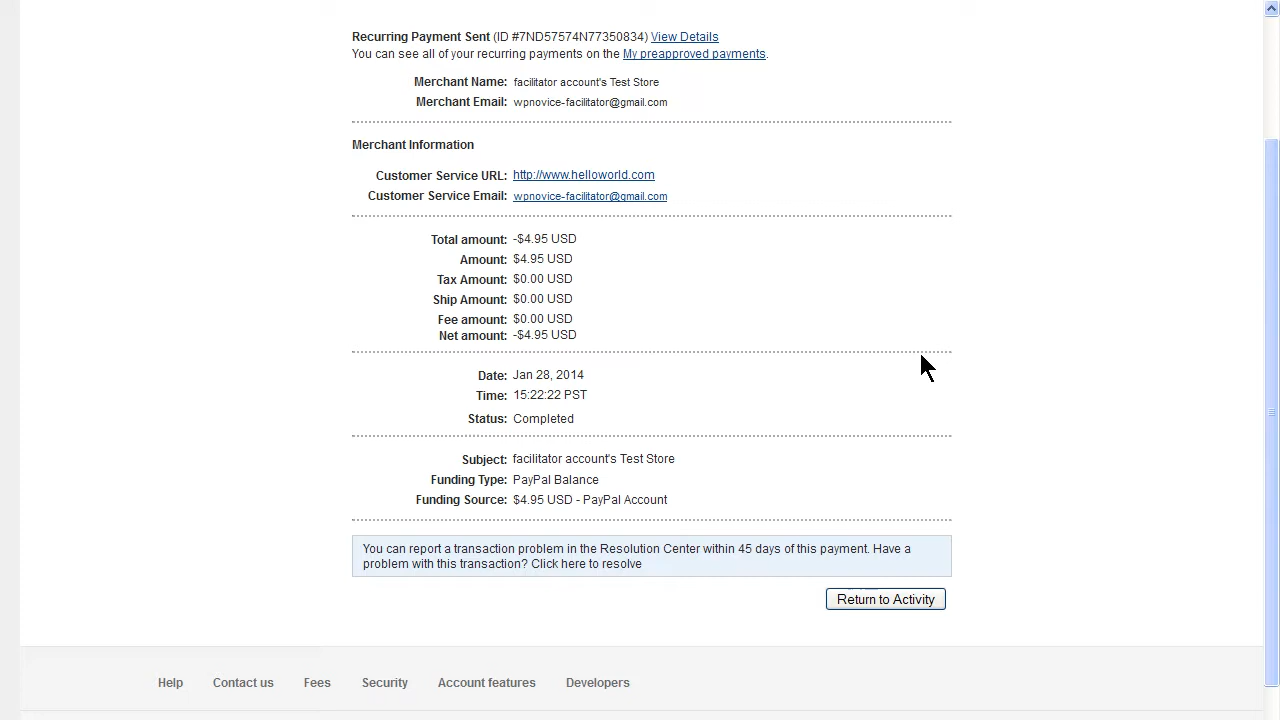 Recurring Payment Sent (ID #7ND57574N77350834) View Details
You can see all of your recurring payments on the My preapproved payments.
Merchant Name: facilitator account's Test Store
Merchant Email: wpnovice-facilitator@gmail.com
Merchant Information
Customer Service URL: http://www.helloworld.com
Customer Service Email: wpnovice-facilitator@gmail.com
Total amount: -$4.95 USD
Amount: $4.95 USD
Tax Amount: $0.00 USD
Ship Amount: $0.00 USD
Fee amount: $0.00 USD
Net amount: -$4.95 USD
Date: Jan 28, 2014
Time: 15:22:22 PST
Status: Completed
Subject: facilitator account's Test Store
Funding Type: PayPal Balance
Funding Source: $4.95 USD - PayPal Account
You can report a transaction problem in the Resolution Center within 45 days of this payment. Have a
problem with this transaction? Click here to resolve
Return to Activity
Help Contact us Fees Security Account features Developers